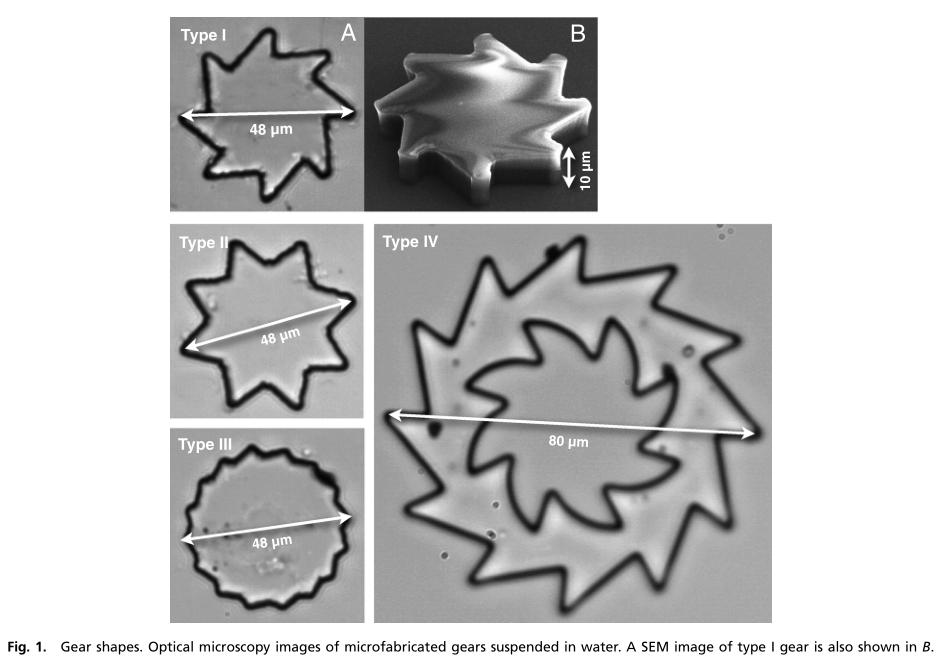 Type I
A
B
48 μm
10 μm
Type II
48 μm
Type IV
80 μm
Type III
48 μm
Fig. 1. Gear shapes. Optical microscopy images of microfabricated gears suspended in water. A SEM image of type I gear is also shown in B.